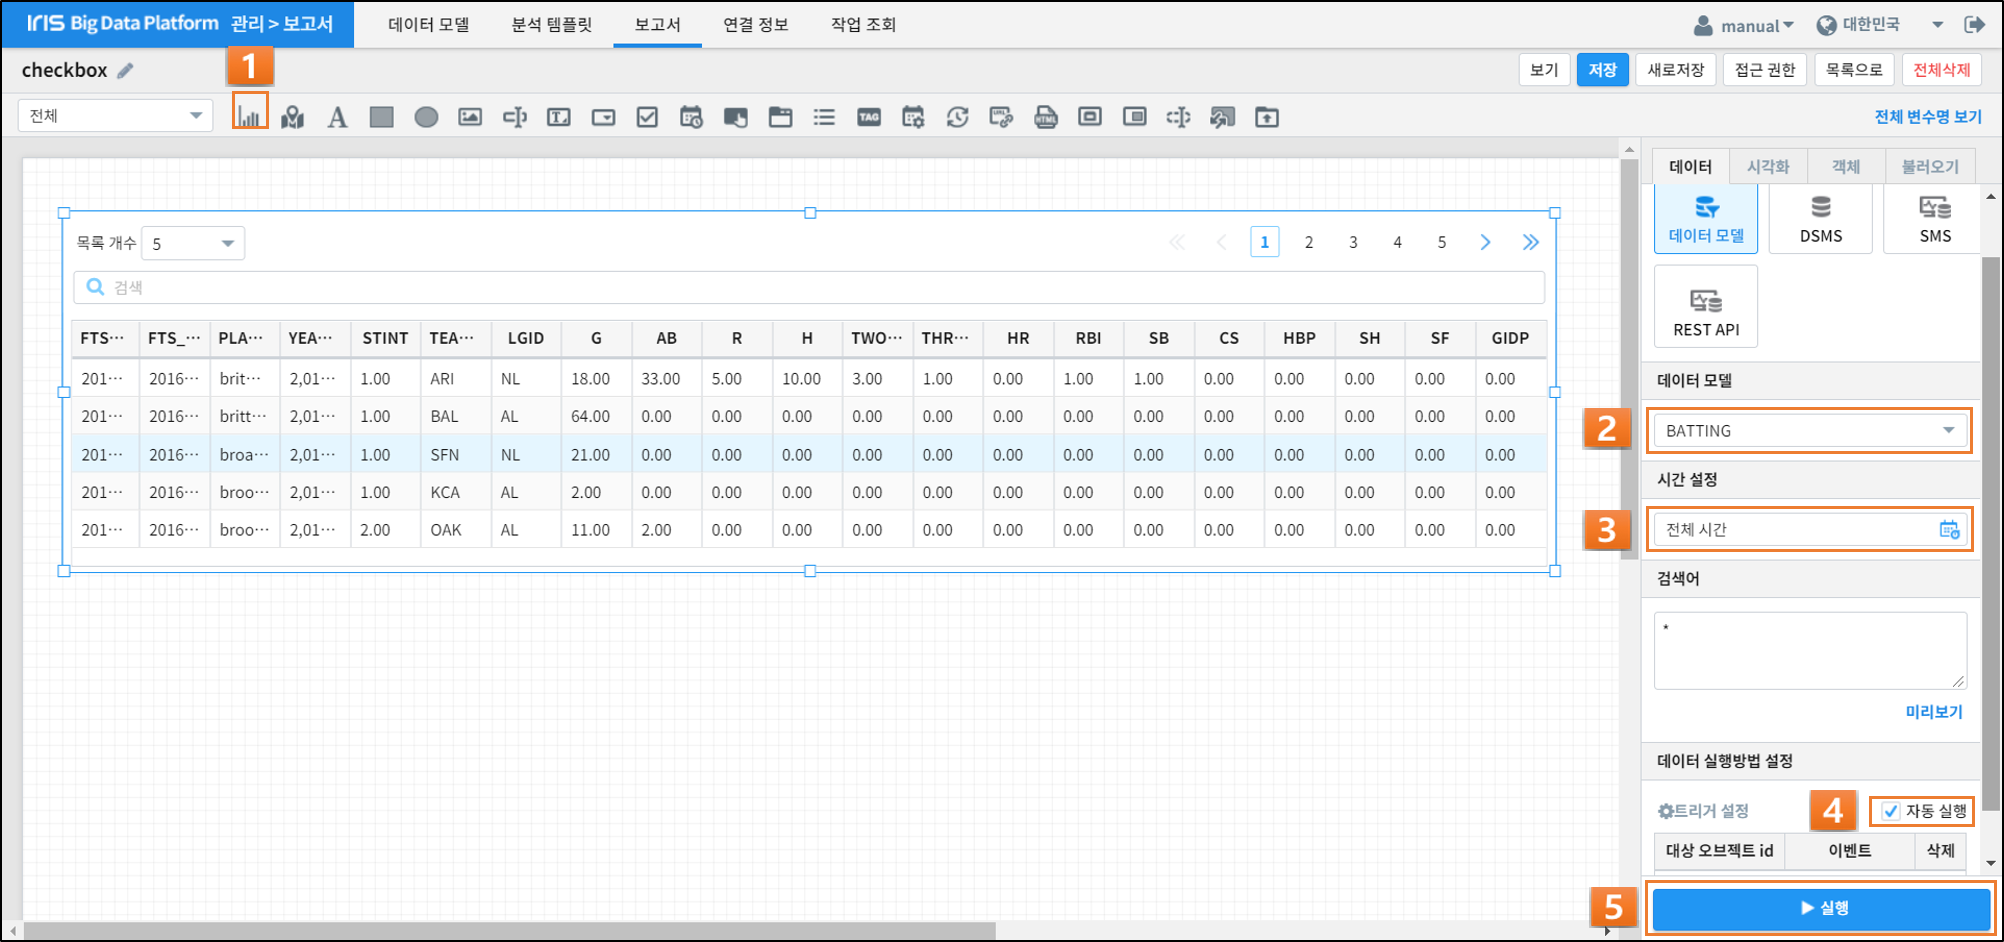 IRIS Big Data Platform 관리 > 보고서 데이터 모델 분석 템플릿 보고서 연결 정보 작업 조회 manual 대한민국
checkbox 1 보기 저장 새로저장 접근 권한 목록으로 전체삭제
전체 A T TAG URL HTML 전체 변수명 보기
데이터 시각화 객체 불러오기
데이터 모델 DSMS SMS
REST API
목록 개수 5 1 2 3 4 5
검색
FTS··· FTS_··· PLA··· YEA··· STINT TEA··· LGID G AB R H TWO··· THR··· HR RBI SB CS HBP SH SF GIDP
201··· 2016··· brit··· 2,01··· 1.00 ARI NL 18.00 33.00 5.00 10.00 3.00 1.00 0.00 1.00 1.00 0.00 0.00 0.00 0.00 0.00
201··· 2016··· britt··· 2,01··· 1.00 BAL AL 64.00 0.00 0.00 0.00 0.00 0.00 0.00 0.00 0.00 0.00 0.00 0.00 0.00 0.00
201··· 2016··· broa··· 2,01··· 1.00 SFN NL 21.00 0.00 0.00 0.00 0.00 0.00 0.00 0.00 0.00 0.00 0.00 0.00 0.00 0.00
201··· 2016··· broo··· 2,01··· 1.00 KCA AL 2.00 0.00 0.00 0.00 0.00 0.00 0.00 0.00 0.00 0.00 0.00 0.00 0.00 0.00
201··· 2016··· broo··· 2,01··· 2.00 OAK AL 11.00 2.00 0.00 0.00 0.00 0.00 0.00 0.00 0.00 0.00 0.00 0.00 0.00 0.00
데이터 모델
2 BATTING
시간 설정
3 전체 시간
검색어
*
미리보기
데이터 실행방법 설정
트리거 설정 4 자동 실행
대상 오브젝트 id 이벤트 삭제
5 실행